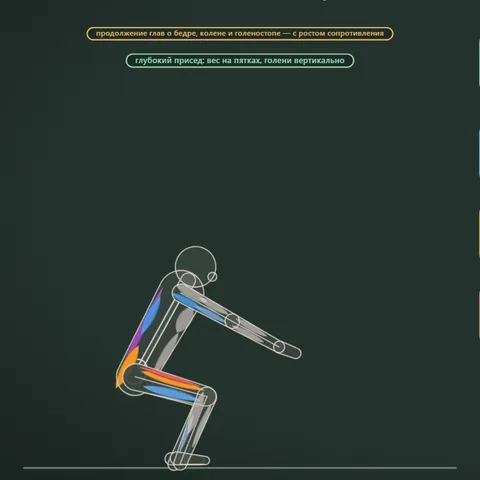 продолжение глав о бедре, колене и голеностопе — с ростом сопротивления
глубокий присед: вес на пятках, голени вертикально